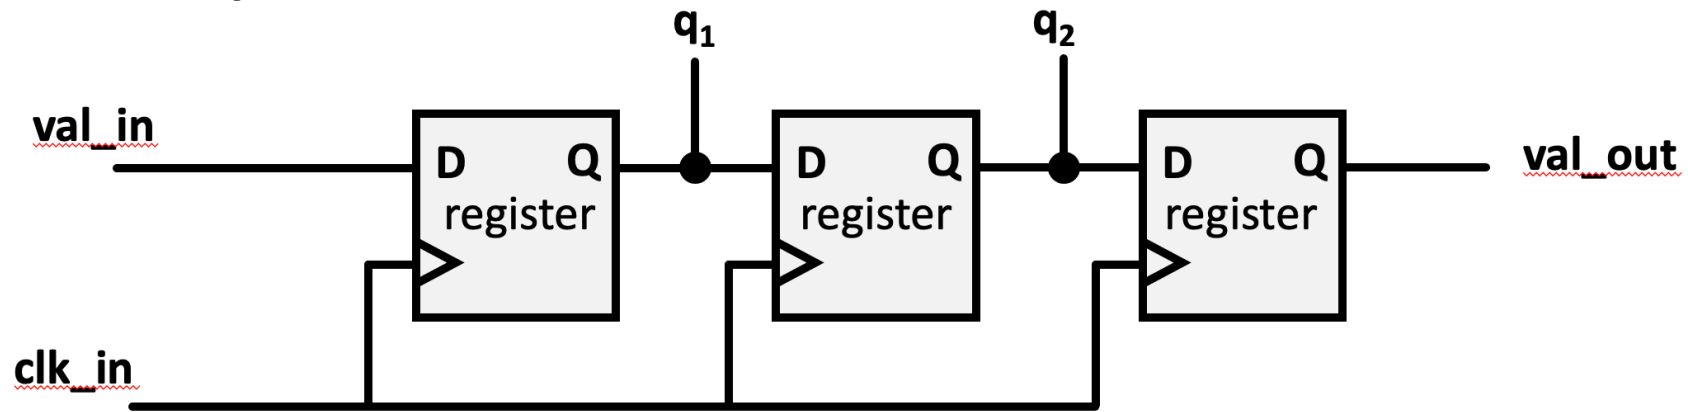 q₁
q₂
val_in
D
Q
register
D
Q
register
D
Q
register
val_out
clk_in